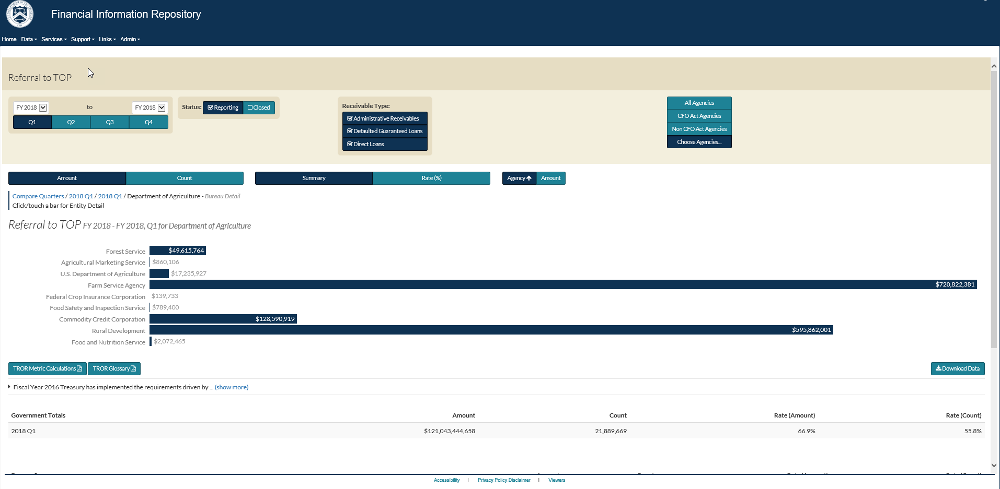 Financial Information Repository
Home Data Services Support Links Admin
Referral to TOP
FY 2018 to FY 2018
Q1 Q2 Q3 Q4
Status: Reporting Closed
Receivable Type:
Administrative Receivables
Defaulted Guaranteed Loans
Direct Loans
All Agencies
CFO Act Agencies
Non CFO Act Agencies
Choose Agencies...
Amount Count Summary Rate (%) Agency Amount
Compare Quarters / 2018 Q1 / 2018 Q1 / Department of Agriculture - Bureau Detail
Click/touch a bar for Entity Detail
Referral to TOP FY 2018 - FY 2018, Q1 for Department of Agriculture
Forest Service $49,615,764
Agricultural Marketing Service $860,106
U.S. Department of Agriculture $17,235,927
Farm Service Agency $720,822,381
Federal Crop Insurance Corporation $139,733
Food Safety and Inspection Service $789,400
Commodity Credit Corporation $128,590,919
Rural Development $595,862,001
Food and Nutrition Service $2,072,465
TROR Metric Calculations TROR Glossary Download Data
Fiscal Year 2016 Treasury has implemented the requirements driven by ... (show more)
Government Totals Amount Count Rate (Amount) Rate (Count)
2018 Q1 $121,043,444,658 21,889,669 66.9% 55.8%
Accessibility | Privacy Policy Disclaimer | Viewers